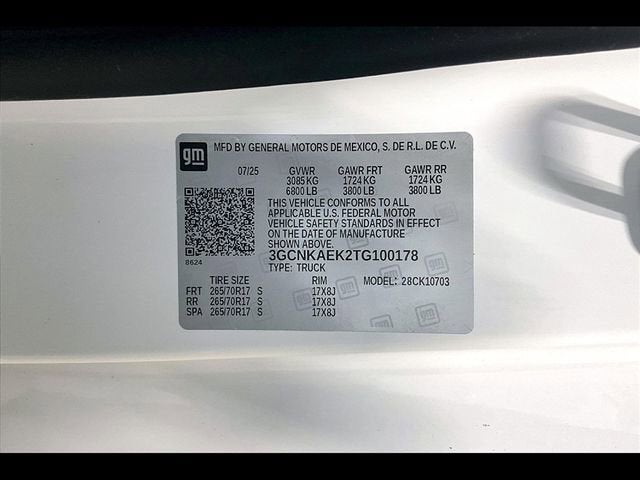 gm
MFD BY GENERAL MOTORS DE MEXICO, S. DE R.L. DE C.V.
07/25 GVWR GAWR FRT GAWR RR
3085 KG 1724 KG 1724 KG
6800 LB 3800 LB 3800 LB
THIS VEHICLE CONFORMS TO ALL
APPLICABLE U.S. FEDERAL MOTOR
VEHICLE SAFETY STANDARDS IN EFFECT
ON THE DATE OF MANUFACTURE
SHOWN ABOVE.
8624
3GCNKAEK2TG100178
TYPE: TRUCK
TIRE SIZE RIM MODEL: 28CK10703
FRT 265/70R17 S 17X8J
RR 265/70R17 S 17X8J
SPA 265/70R17 S 17X8J